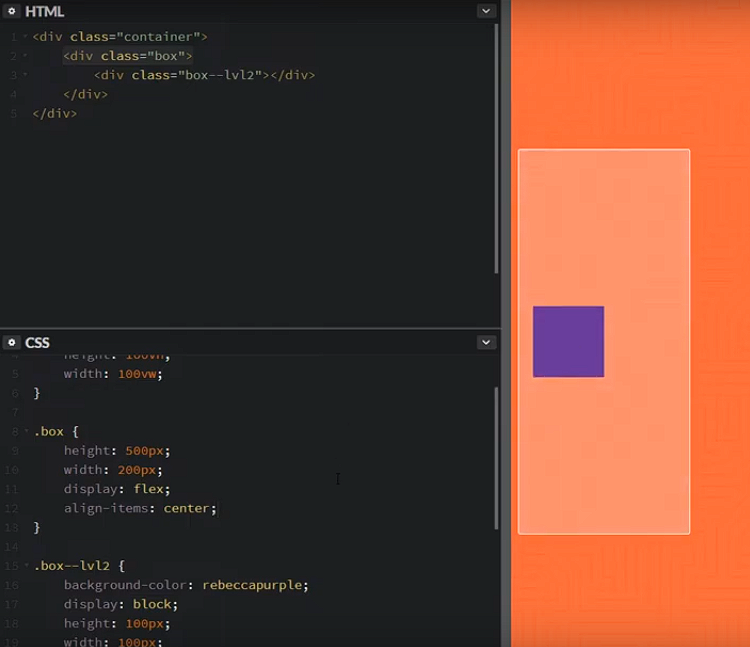 HTML
1 <div class="container">
2 <div class="box">
3 <div class="box--lvl2"></div>
4 </div>
5 </div>
CSS
4 height: 100vh;
5 width: 100vw;
6 }
7
8 .box {
9 height: 500px;
10 width: 200px;
11 display: flex;
12 align-items: center;
13 }
14
15 .box--lvl2 {
16 background-color: rebeccapurple;
17 display: block;
18 height: 100px;
19 width: 100px;